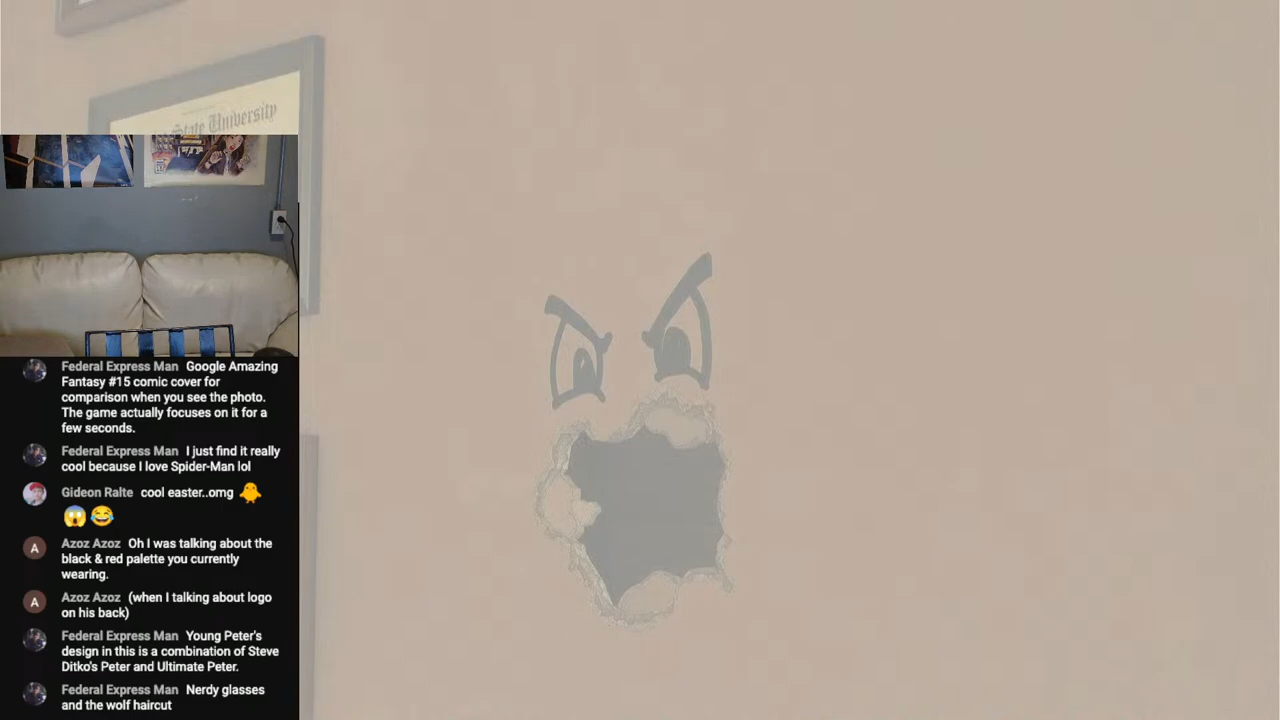 State University
Federal Express Man Google Amazing
Fantasy #15 comic cover for
comparison when you see the photo.
The game actually focuses on it for a
few seconds.
Federal Express Man I just find it really
cool because I love Spider-Man lol
Gideon Ralte cool easter..omg 🐥
😱😂
A
Azoz Azoz Oh I was talking about the
black & red palette you currently
wearing.
A
Azoz Azoz (when I talking about logo
on his back)
Federal Express Man Young Peter's
design in this is a combination of Steve
Ditko's Peter and Ultimate Peter.
Federal Express Man Nerdy glasses
and the wolf haircut